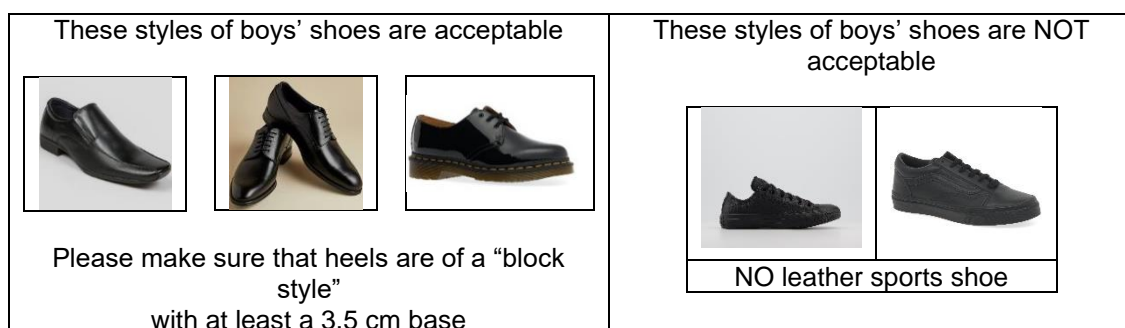 These styles of boys’ shoes are acceptable
Please make sure that heels are of a “block
style”
with at least a 3.5 cm base
These styles of boys’ shoes are NOT
acceptable
NO leather sports shoe